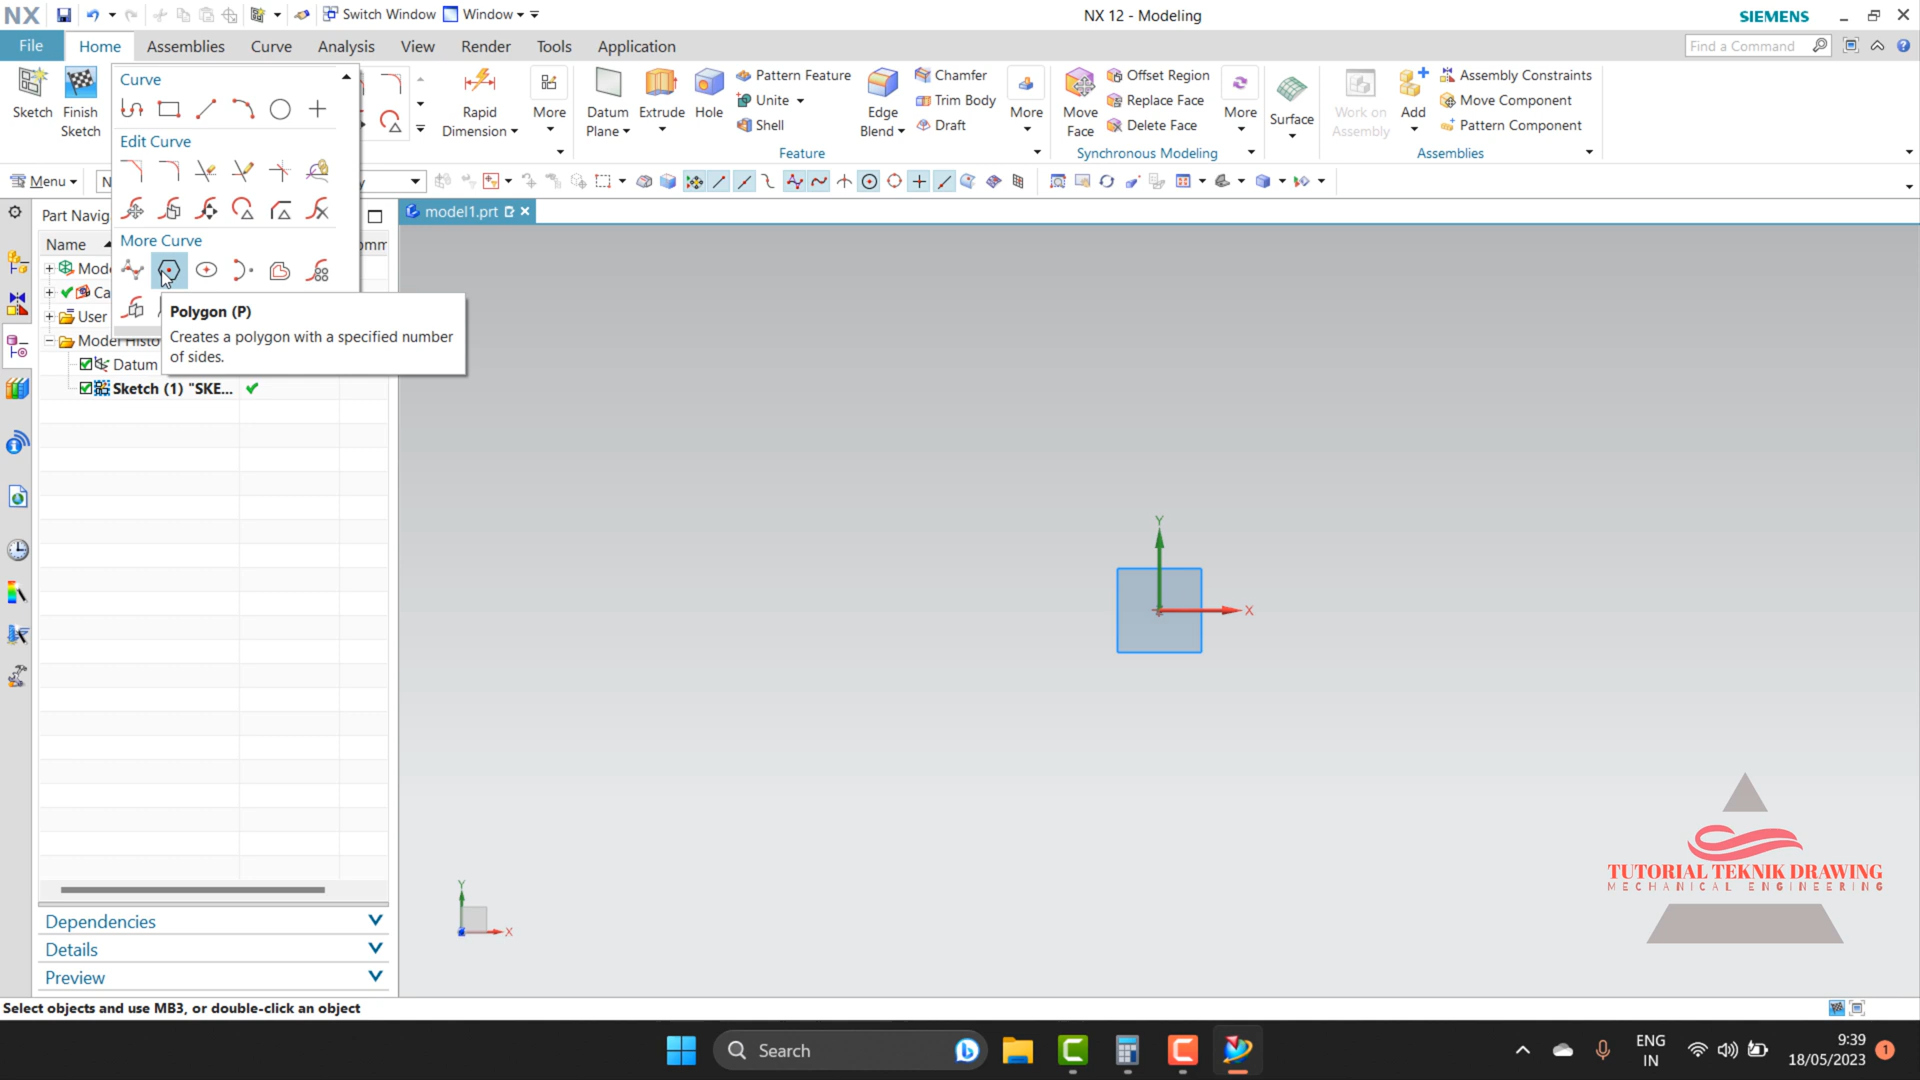 NX
Switch Window
Window
NX 12 - Modeling
SIEMENS
File
Home
Assemblies
Curve
Analysis
View
Render
Tools
Application
Find a Command
Sketch
Finish Sketch
Curve
Edit Curve
More Curve
Rapid Dimension
More
Datum Plane
Extrude
Hole
Pattern Feature
Unite
Shell
Edge Blend
Chamfer
Trim Body
Draft
More
Feature
Move Face
Offset Region
Replace Face
Delete Face
More
Synchronous Modeling
Surface
Work on Assembly
Add
Assembly Constraints
Move Component
Pattern Component
Assemblies
Menu
N
y
Part Navig
model1.prt
Name
omm
Mode
Ca
User
Model Histo
Datum
Sketch (1) "SKE...
Polygon (P)
Creates a polygon with a specified number
of sides.
Y
X
Y
X
TUTORIAL TEKNIK DRAWING
MECHANICAL ENGINEERING
Dependencies
Details
Preview
Select objects and use MB3, or double-click an object
Search
ENG
IN
9:39
18/05/2023
1